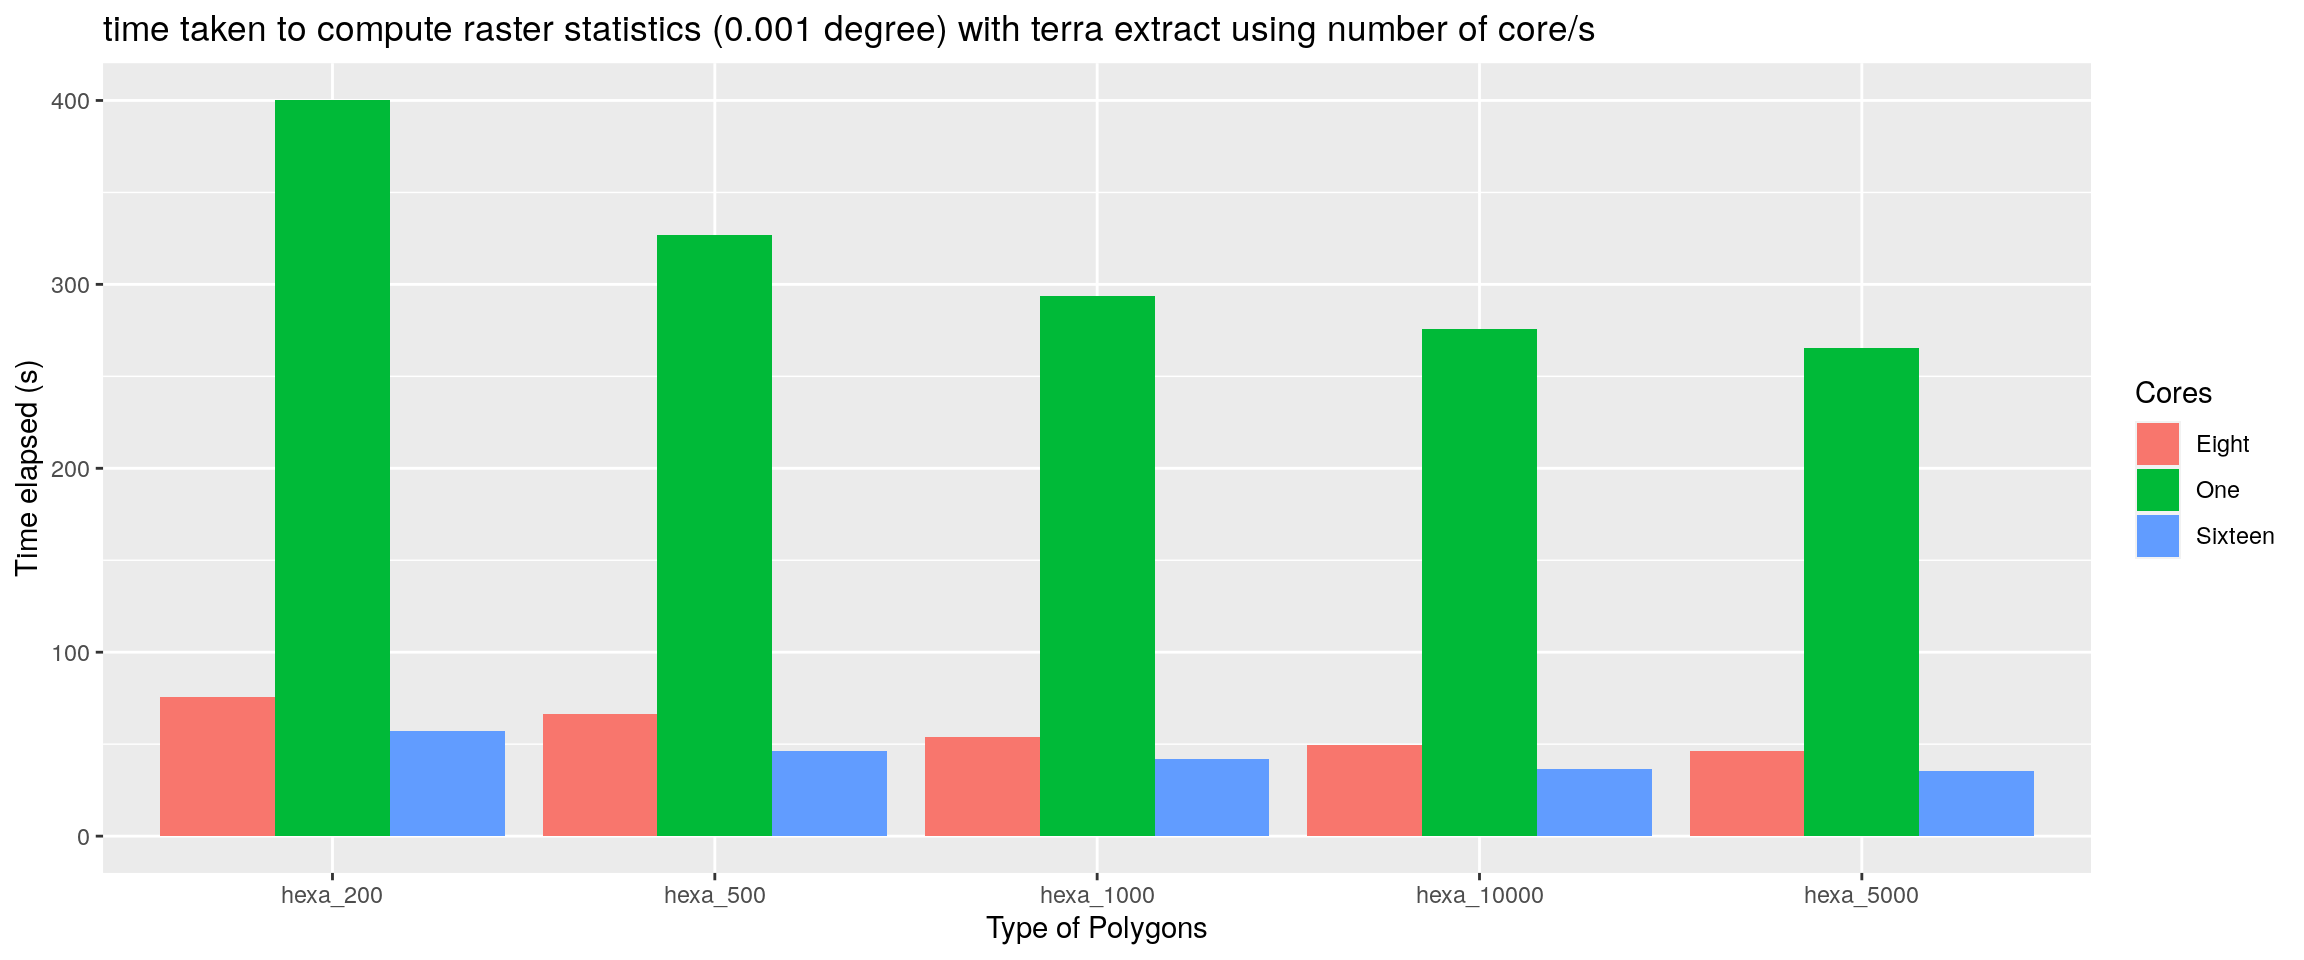 time taken to compute raster statistics (0.001 degree) with terra extract using number of core/s
Time elapsed (s)
400
300
200
100
0
hexa_200
hexa_500
hexa_1000
hexa_10000
hexa_5000
Type of Polygons
Cores
Eight
One
Sixteen